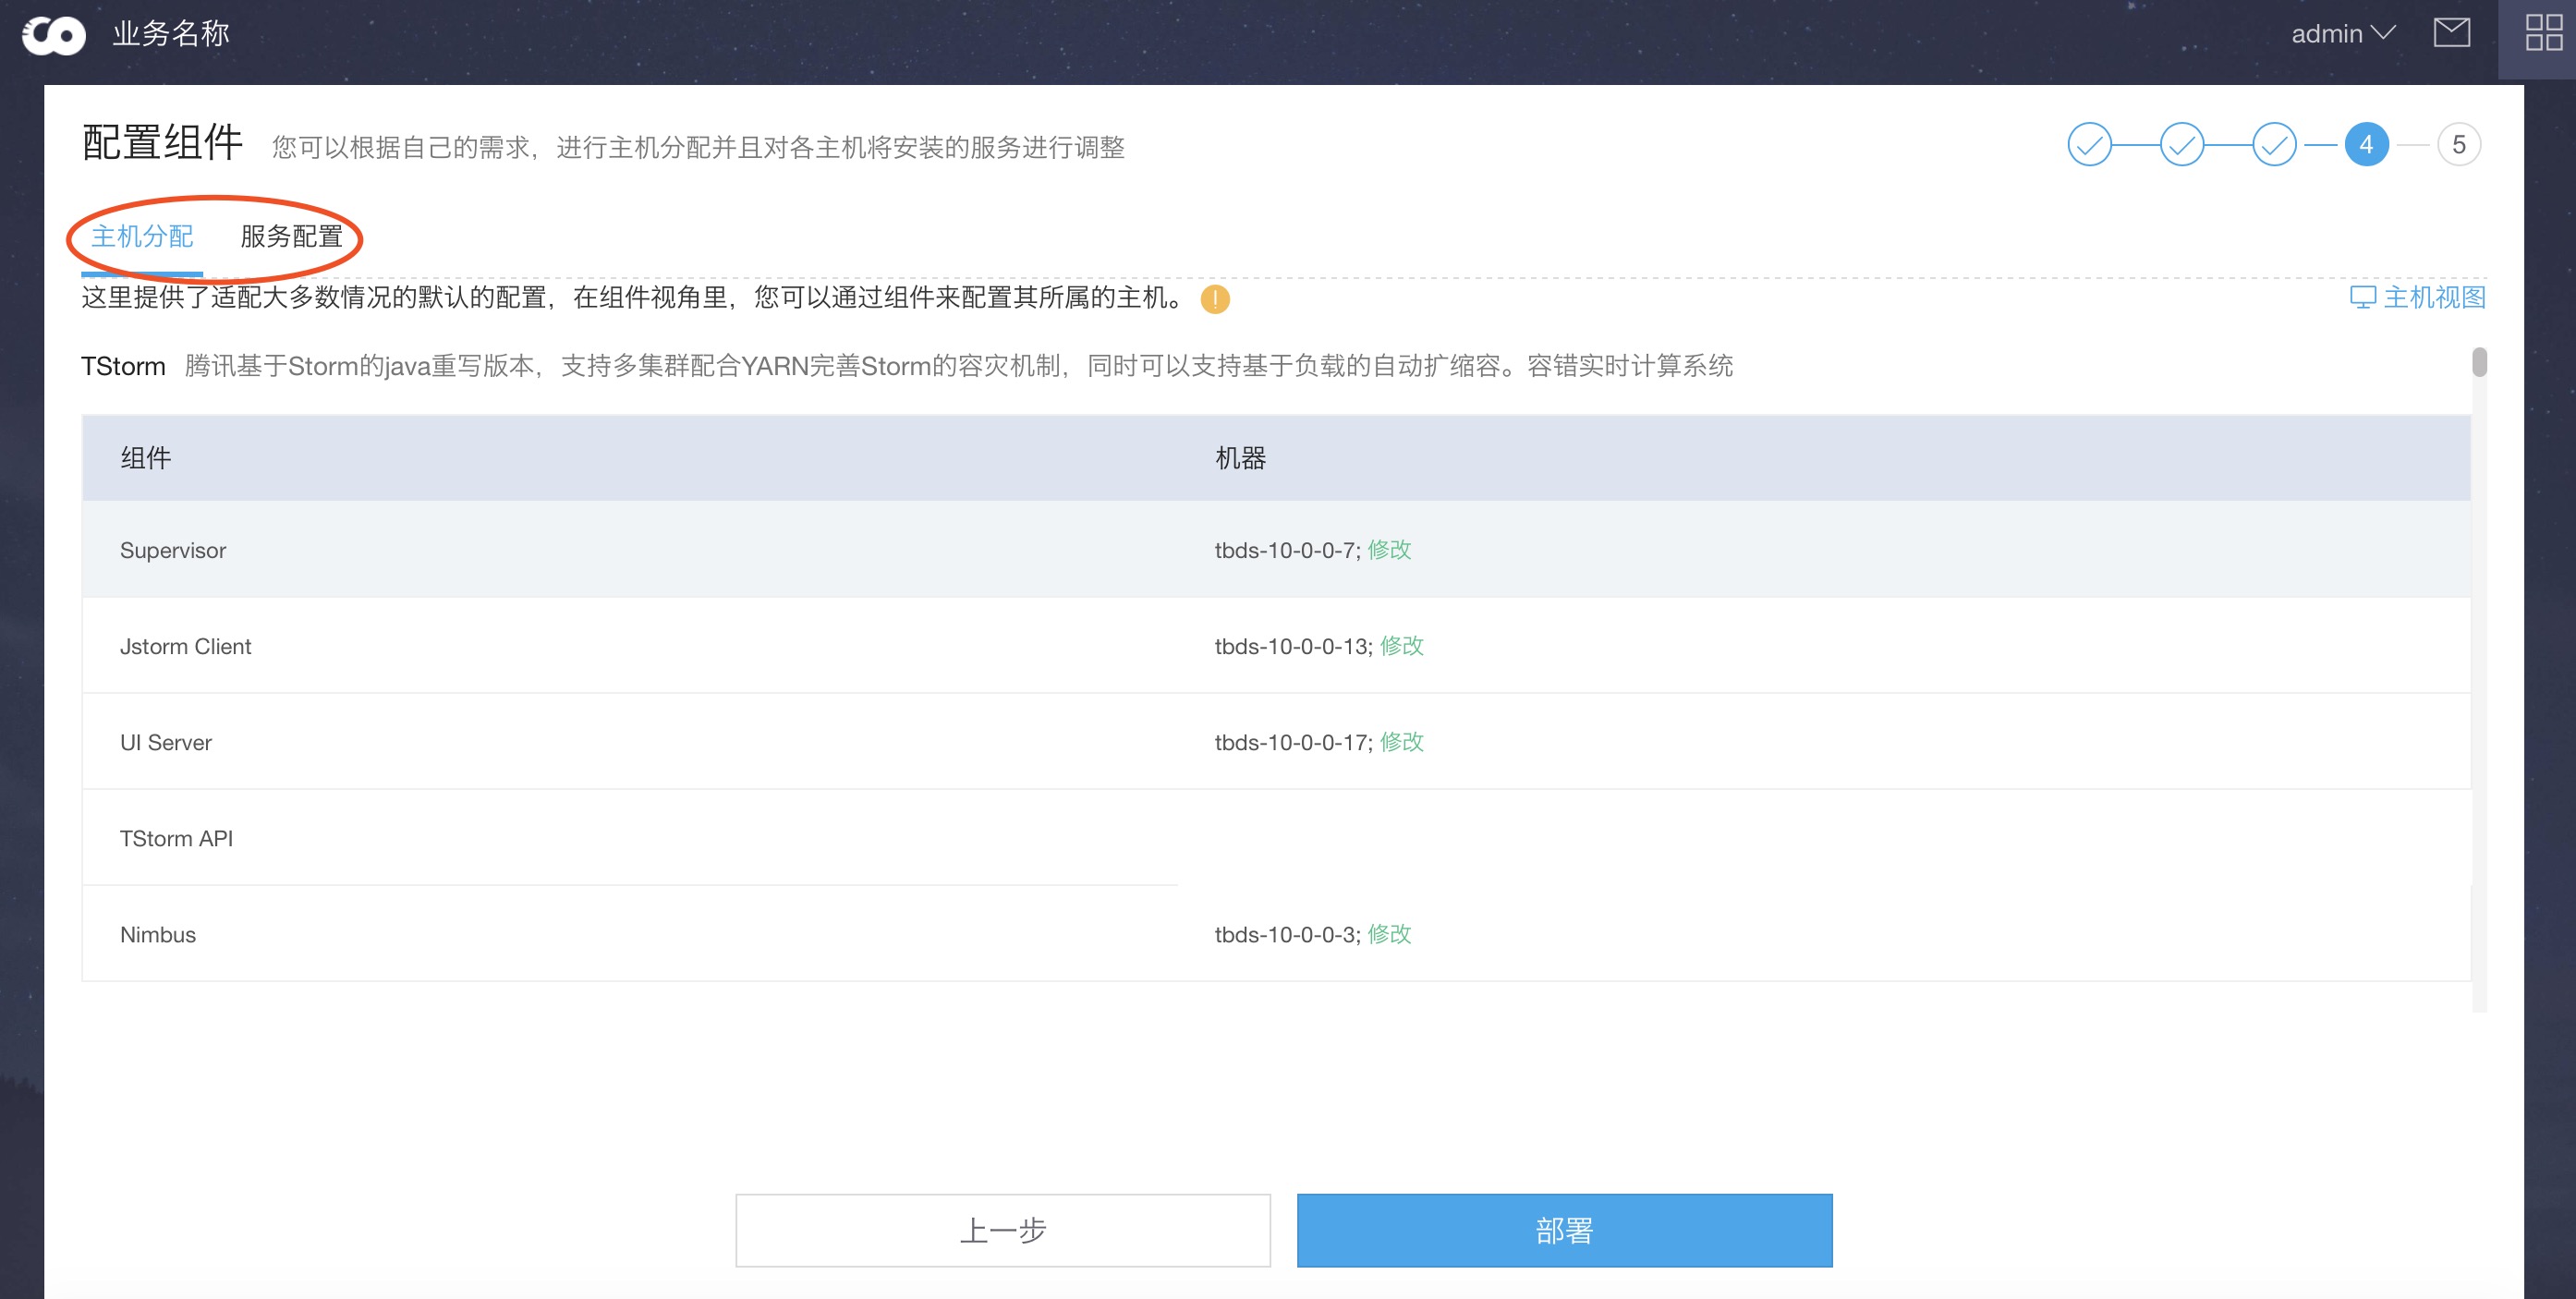 业务名称
admin
配置组件 您可以根据自己的需求，进行主机分配并且对各主机将安装的服务进行调整
4 5
主机分配 服务配置
这里提供了适配大多数情况的默认的配置，在组件视角里，您可以通过组件来配置其所属的主机。
主机视图
TStorm 腾讯基于Storm的java重写版本，支持多集群配合YARN完善Storm的容灾机制，同时可以支持基于负载的自动扩缩容。容错实时计算系统
组件 机器
Supervisor tbds-10-0-0-7; 修改
Jstorm Client tbds-10-0-0-13; 修改
UI Server tbds-10-0-0-17; 修改
TStorm API
Nimbus tbds-10-0-0-3; 修改
上一步 部署